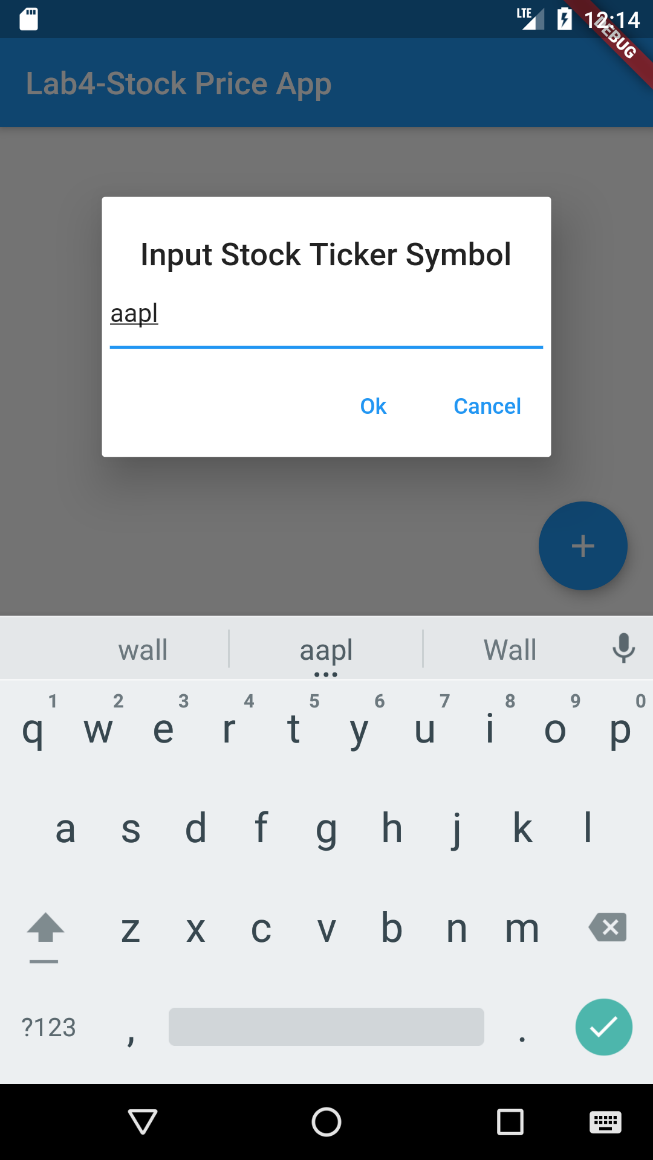 LTE 12:14
DEBUG
Lab4-Stock Price App
Input Stock Ticker Symbol
aapl
Ok Cancel
+
wall aapl Wall
1 2 3 4 5 6 7 8 9 0
q w e r t y u i o p
a s d f g h j k l
z x c v b n m
?123 , .